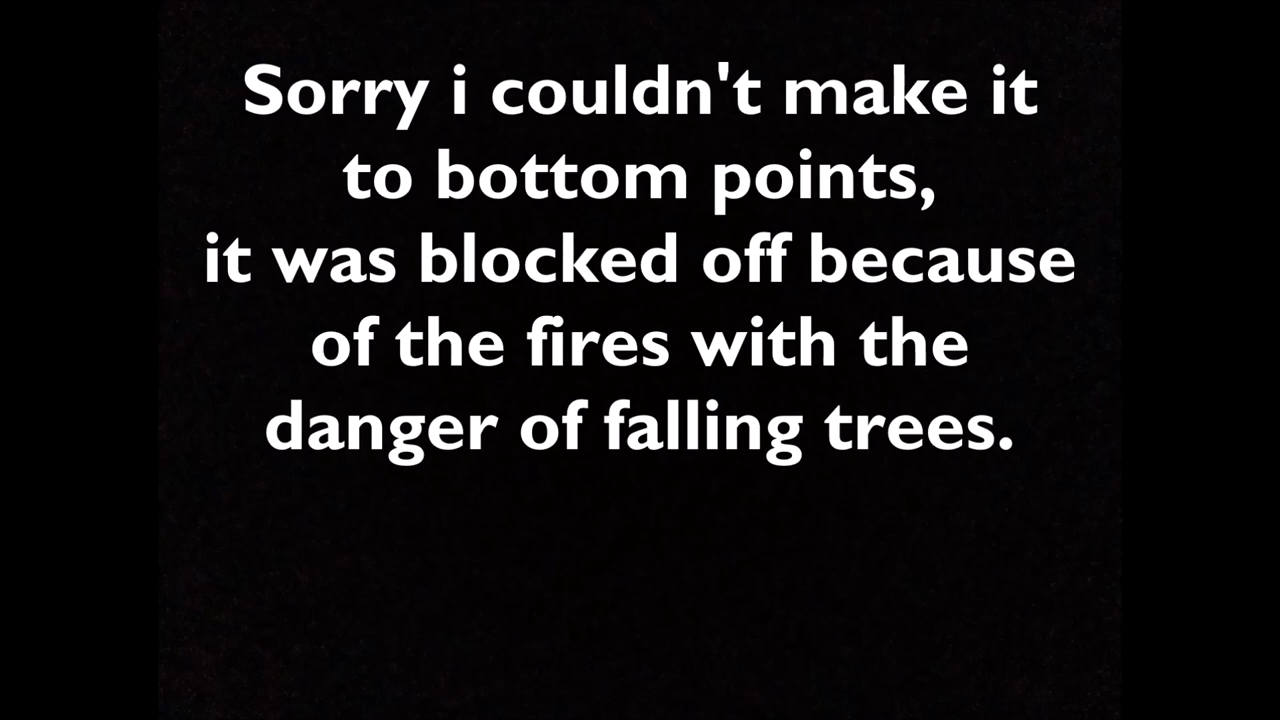 Sorry i couldn't make it
to bottom points,
it was blocked off because
of the fires with the
danger of falling trees.